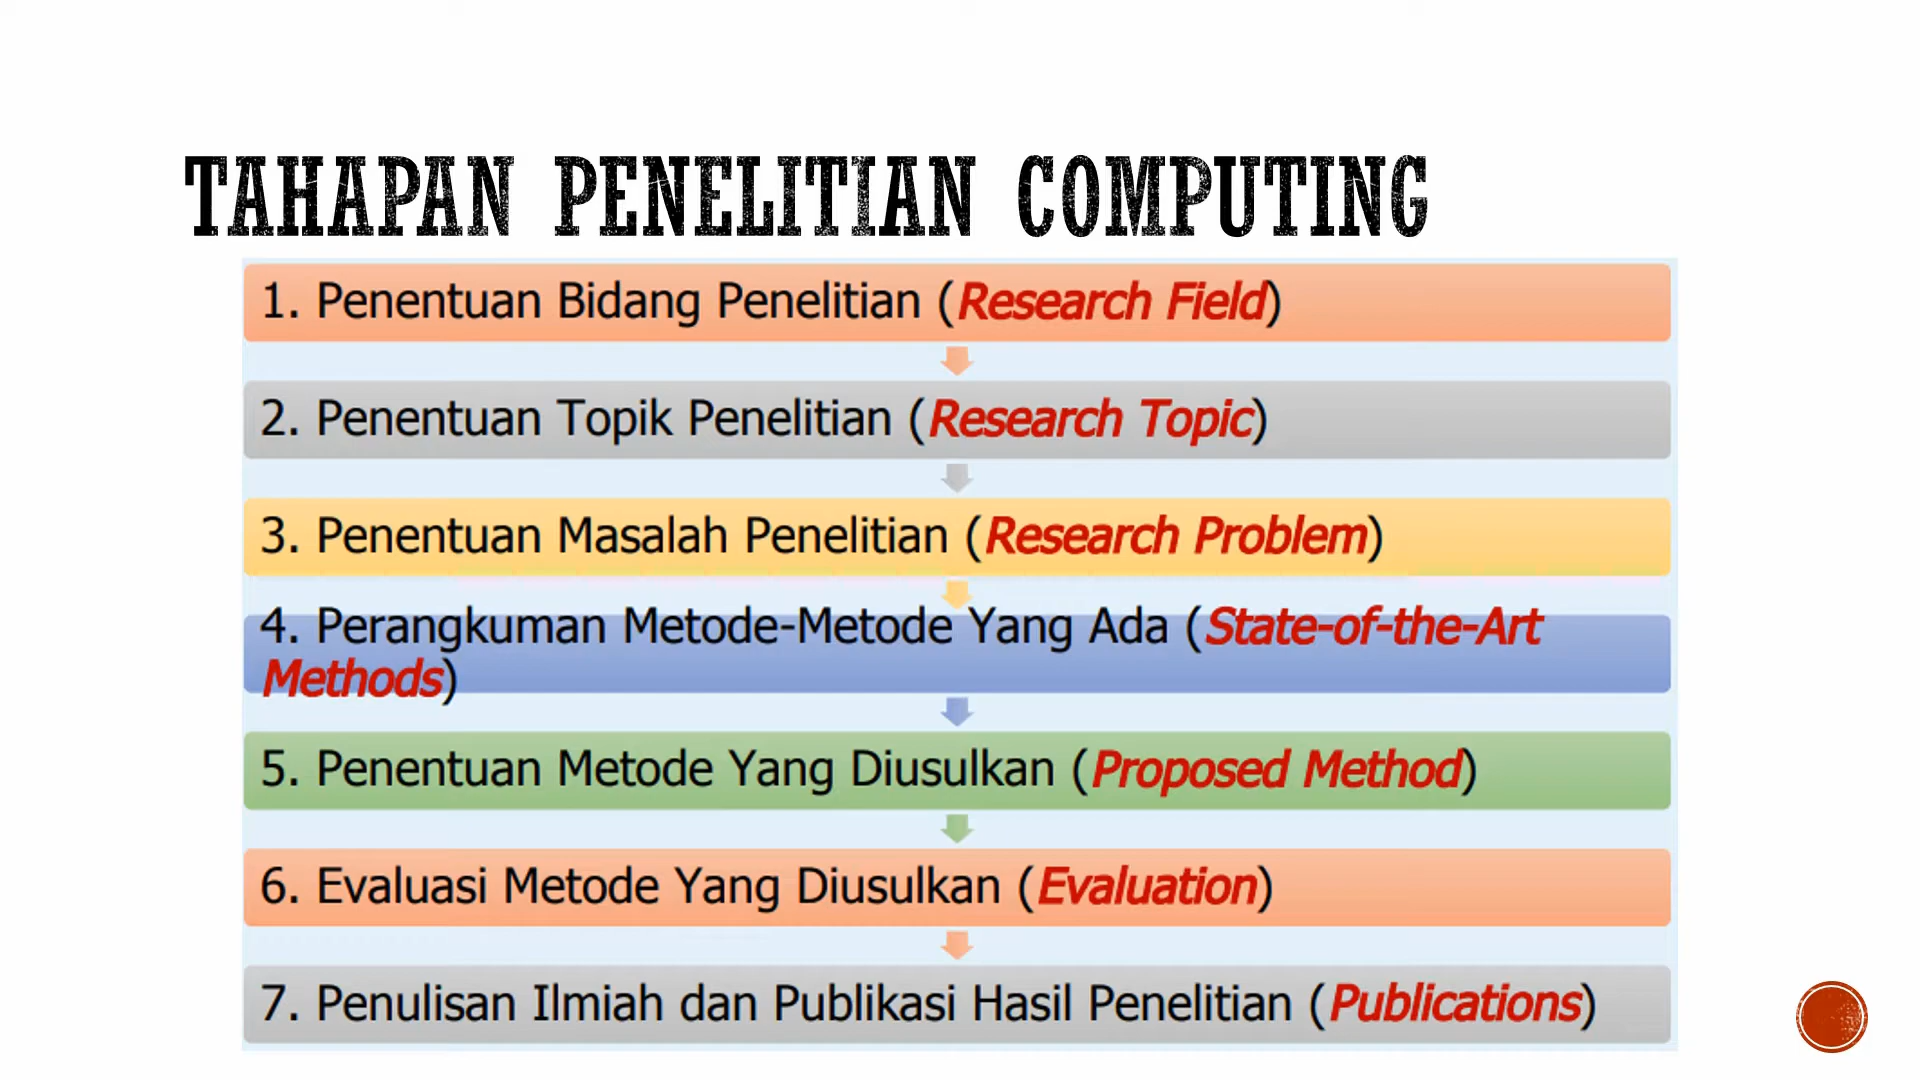 TAHAPAN PENELITIAN COMPUTING
1. Penentuan Bidang Penelitian (Research Field)
2. Penentuan Topik Penelitian (Research Topic)
3. Penentuan Masalah Penelitian (Research Problem)
4. Perangkuman Metode-Metode Yang Ada (State-of-the-Art
Methods)
5. Penentuan Metode Yang Diusulkan (Proposed Method)
6. Evaluasi Metode Yang Diusulkan (Evaluation)
7. Penulisan Ilmiah dan Publikasi Hasil Penelitian (Publications)